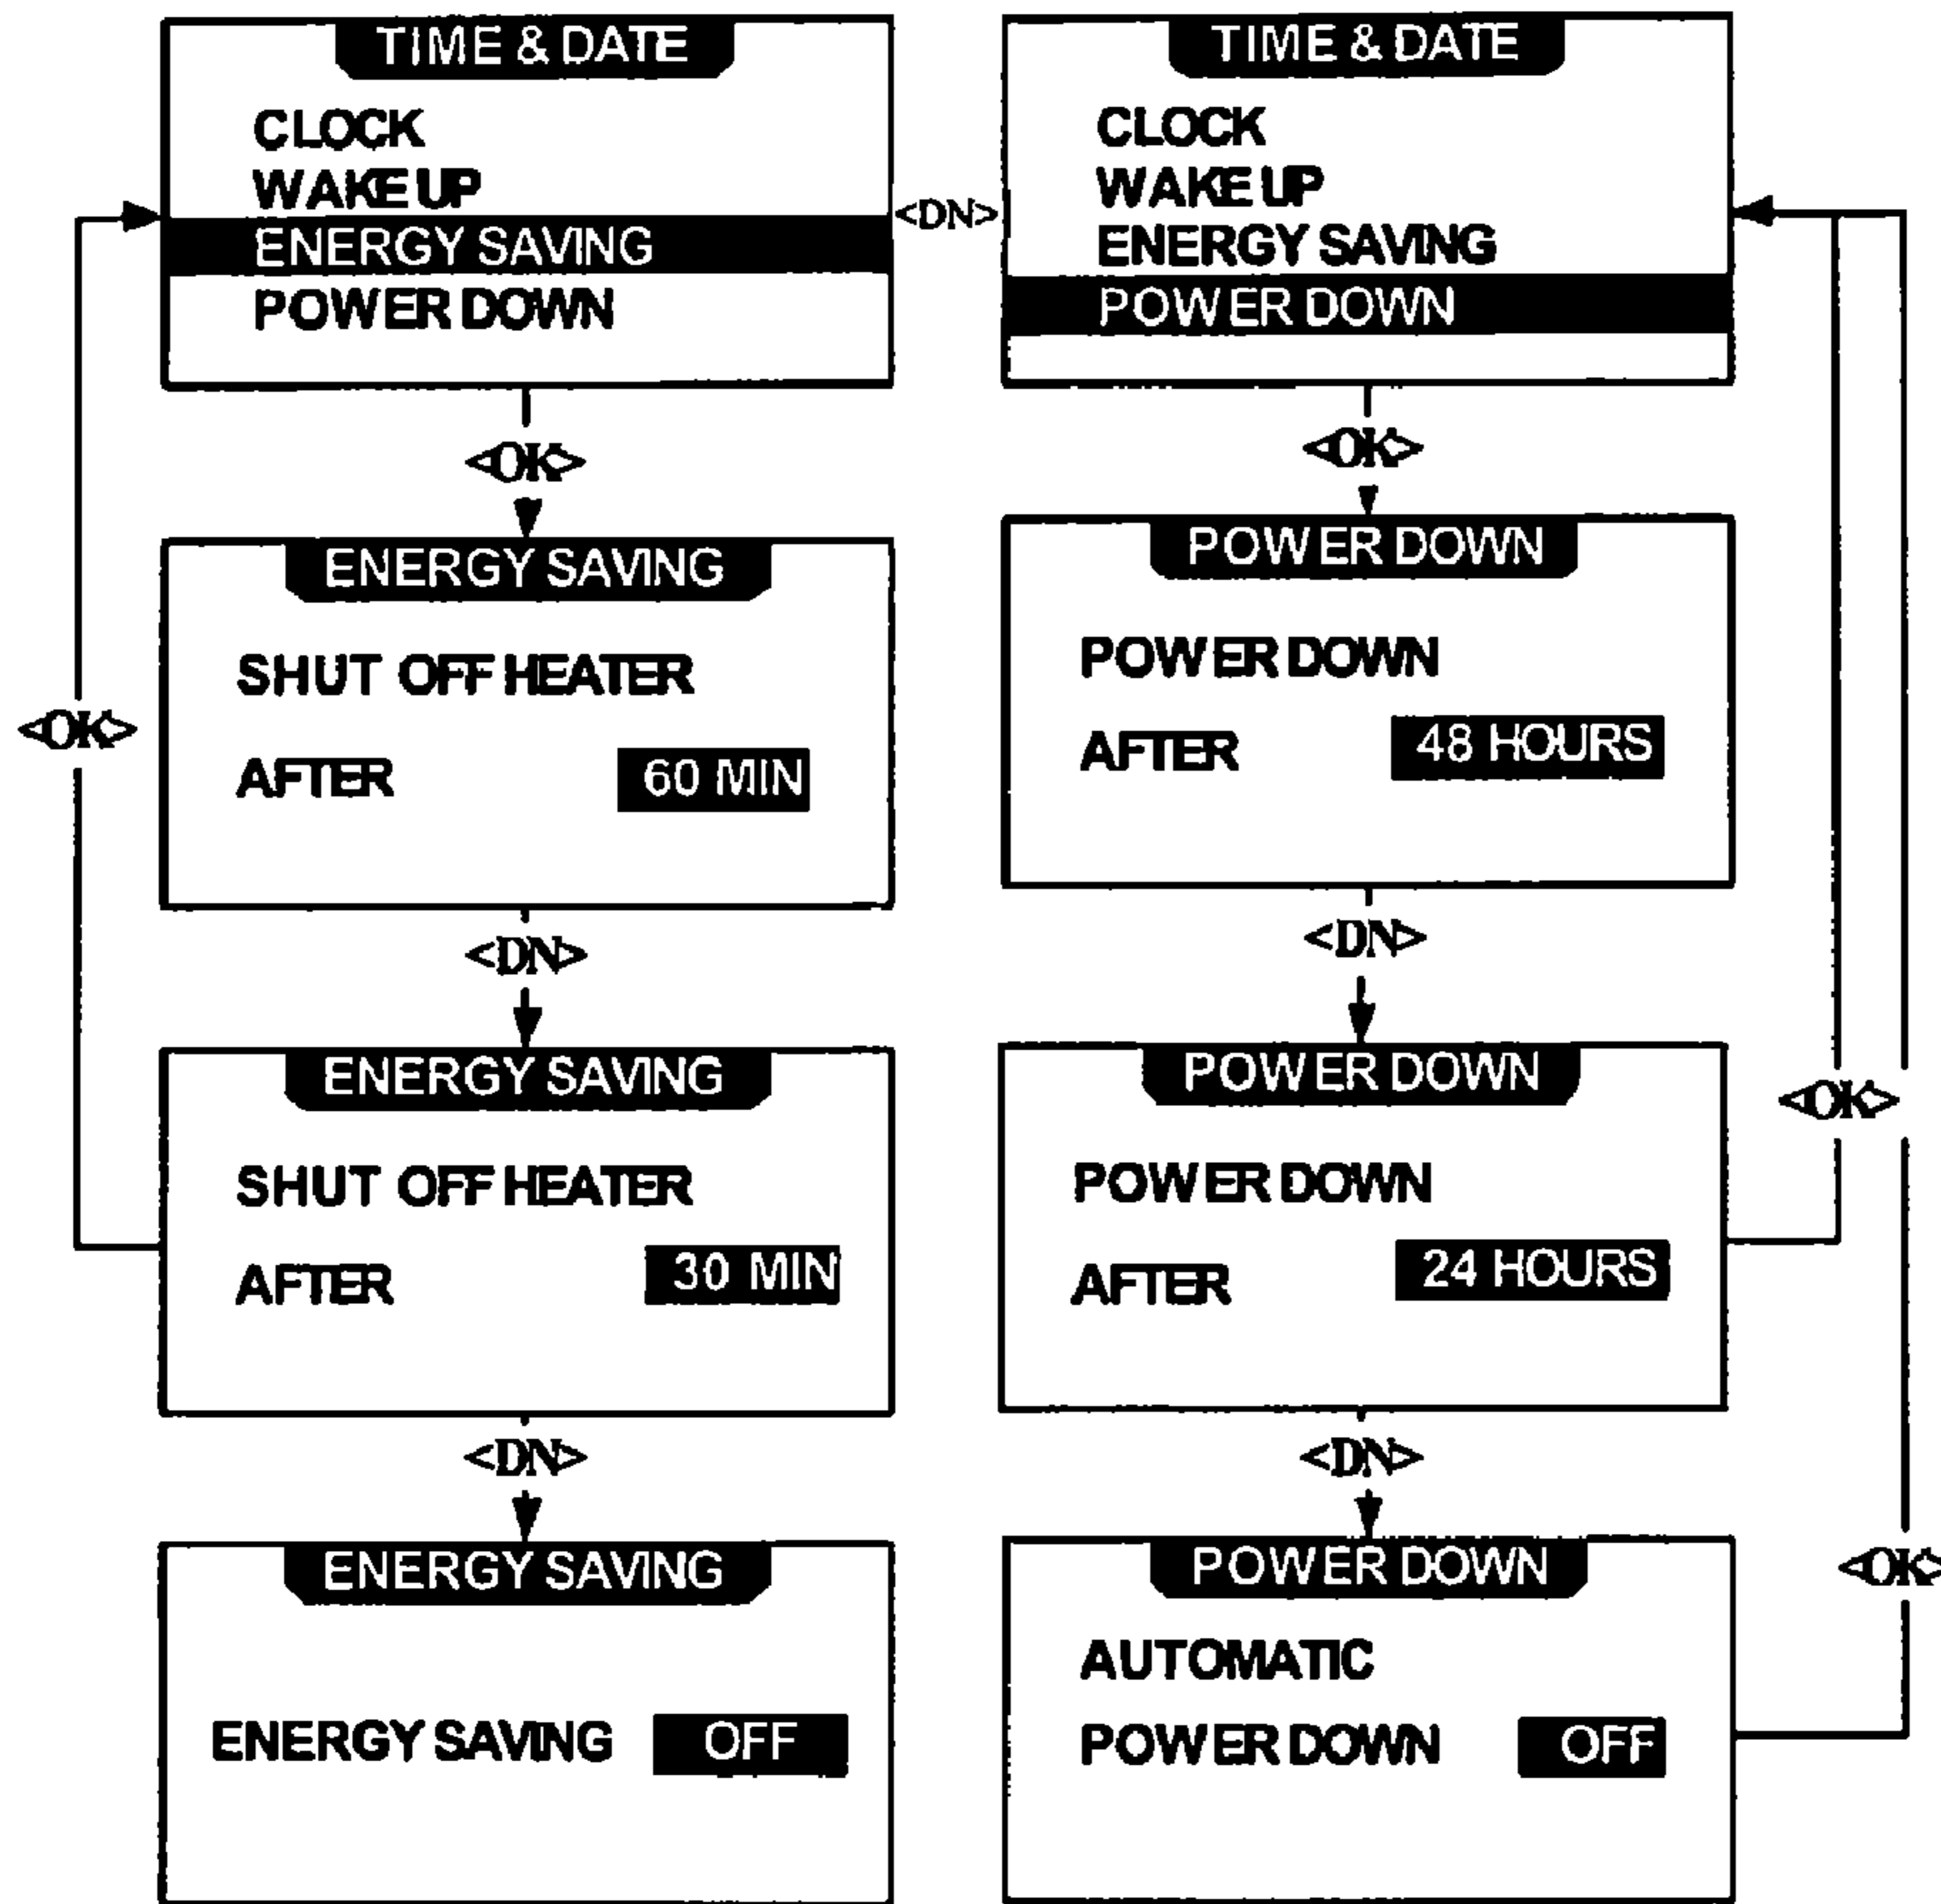 TIME & DATE
CLOCK
WAKE UP
ENERGY SAVING
POWER DOWN
<DN>
TIME & DATE
CLOCK
WAKE UP
ENERGY SAVING
POWER DOWN
<OK>
<OK>
ENERGY SAVING
SHUT OFF HEATER
AFTER 60 MIN
POWER DOWN
POWER DOWN
AFTER 48 HOURS
<OK>
<DN>
<DN>
ENERGY SAVING
SHUT OFF HEATER
AFTER 30 MIN
POWER DOWN
POWER DOWN
AFTER 24 HOURS
<OK>
<DN>
<DN>
ENERGY SAVING
ENERGY SAVING OFF
POWER DOWN
AUTOMATIC
POWER DOWN OFF
<OK>